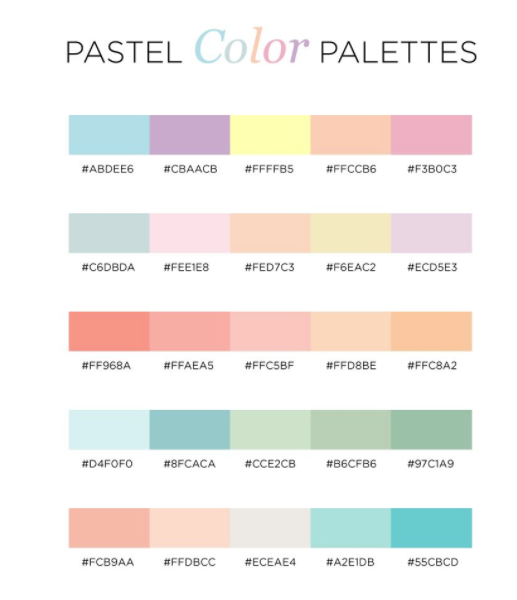 PASTEL Color PALETTES
#ABDEE6 #CBAACB #FFFFB5 #FFCCB6 #F3B0C3
#C6DBDA #FEE1E8 #FED7C3 #F6EAC2 #ECD5E3
#FF968A #FFAEA5 #FFC5BF #FFD8BE #FFC8A2
#D4F0F0 #8FCACA #CCE2CB #B6CFB6 #97C1A9
#FCB9AA #FFDBCC #ECEAE4 #A2E1DB #55CBCD